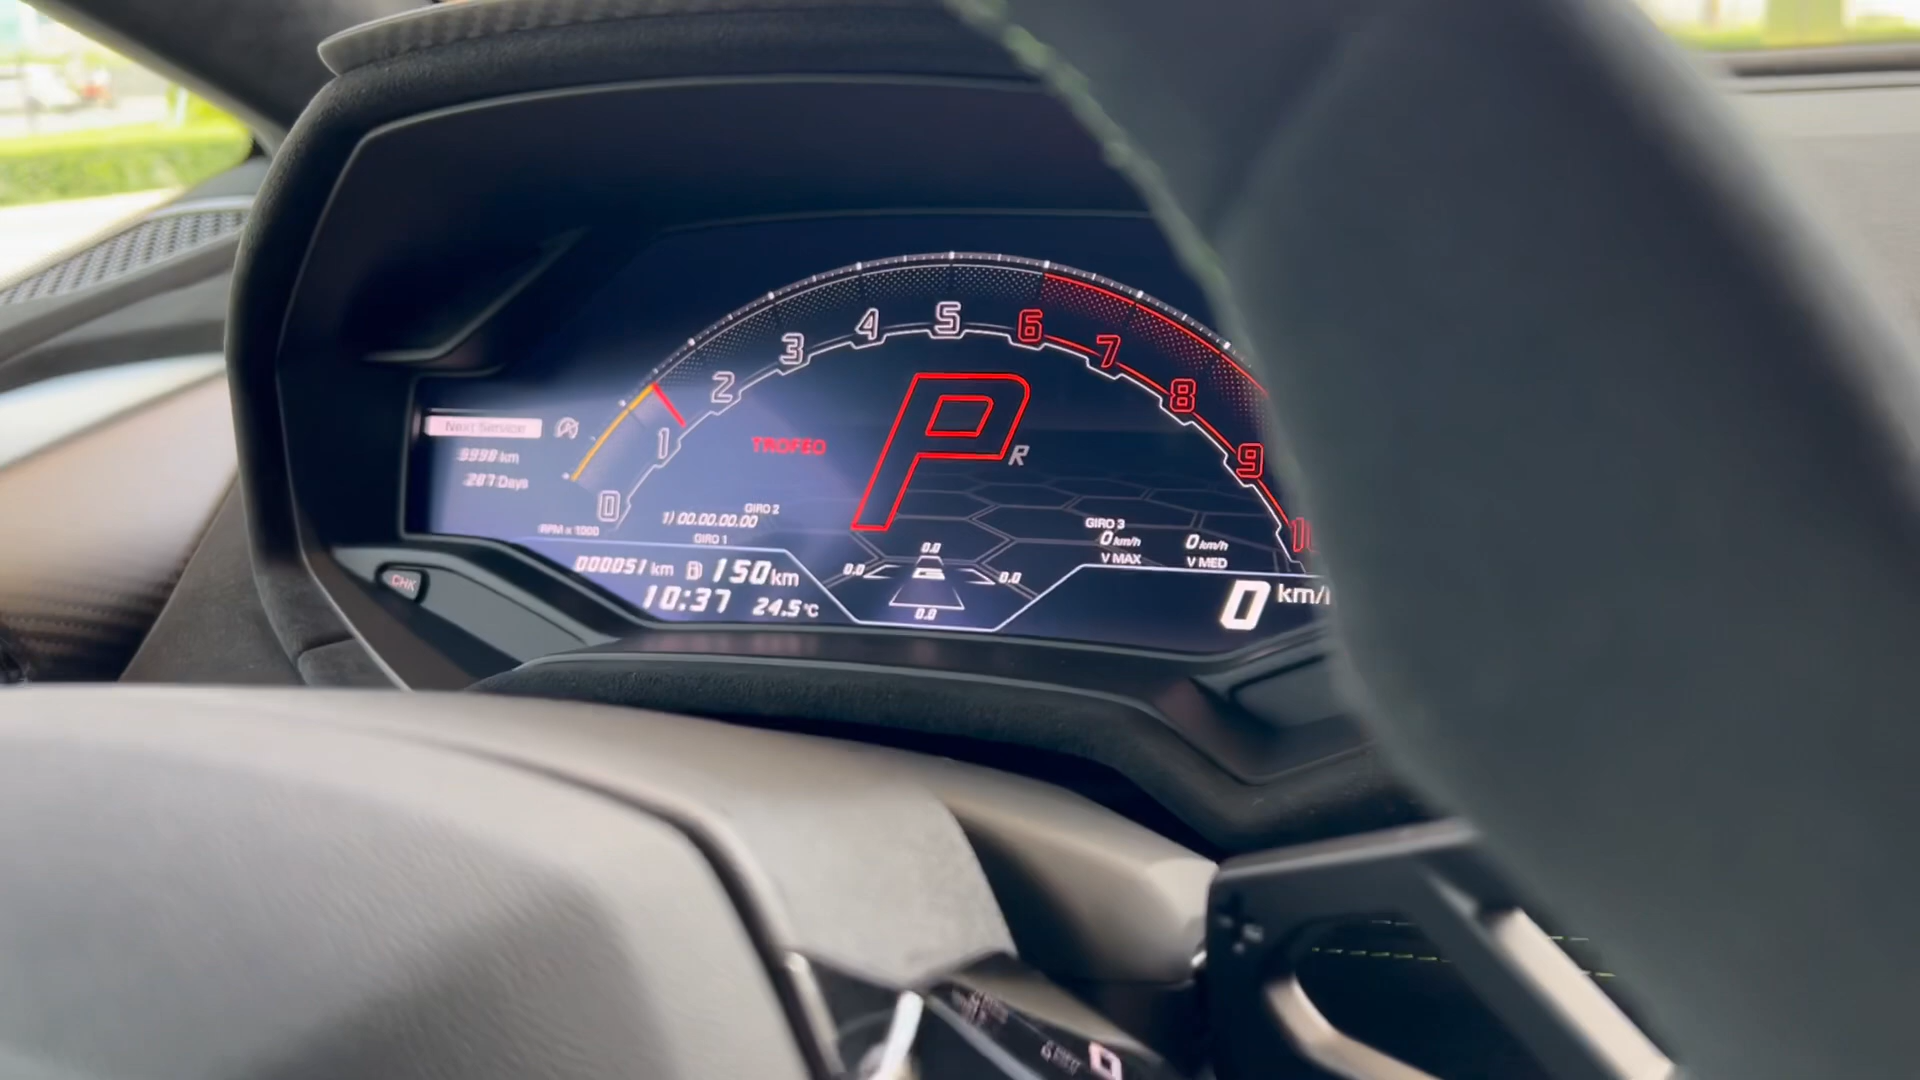 0 1 2 3 4 5 6 7 8 9 10
Next Service
9998 km
287 Days
RPM x 1000
TROFEO
P
R
GIRO 2
1) 00.00.00.00
GIRO 1
GIRO 3
0 km/h 0 km/h
V MAX V MED
000051 km 150 km
10:37 24.5°C
0.0
0.0 0.0
0.0
0 km/
CHK